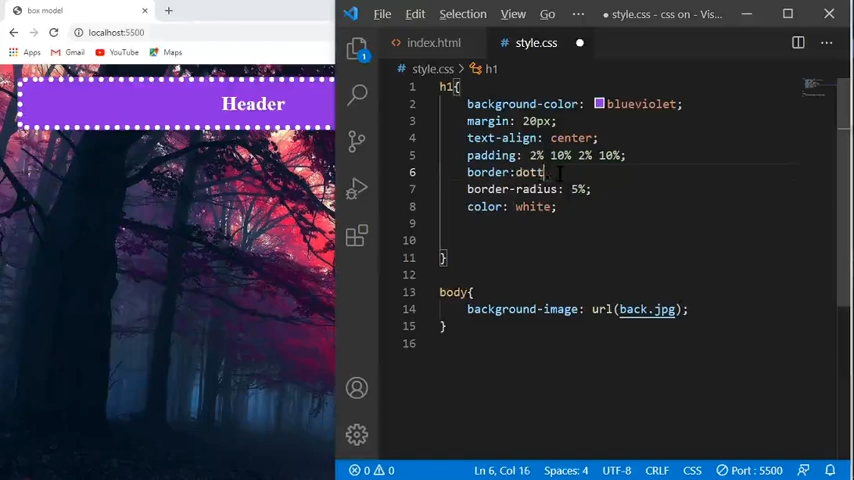 box model
localhost:5500
Apps Gmail YouTube Maps
Header
File Edit Selection View Go ··· ● style.css - css on - Vis...
index.html # style.css
# style.css > h1
1 h1{
2 background-color: blueviolet;
3 margin: 20px;
4 text-align: center;
5 padding: 2% 10% 2% 10%;
6 border:dott
7 border-radius: 5%;
8 color: white;
9
10
11 }
12
13 body{
14 background-image: url(back.jpg);
15 }
16
1
0 0 Ln 6, Col 16 Spaces: 4 UTF-8 CRLF CSS Port : 5500